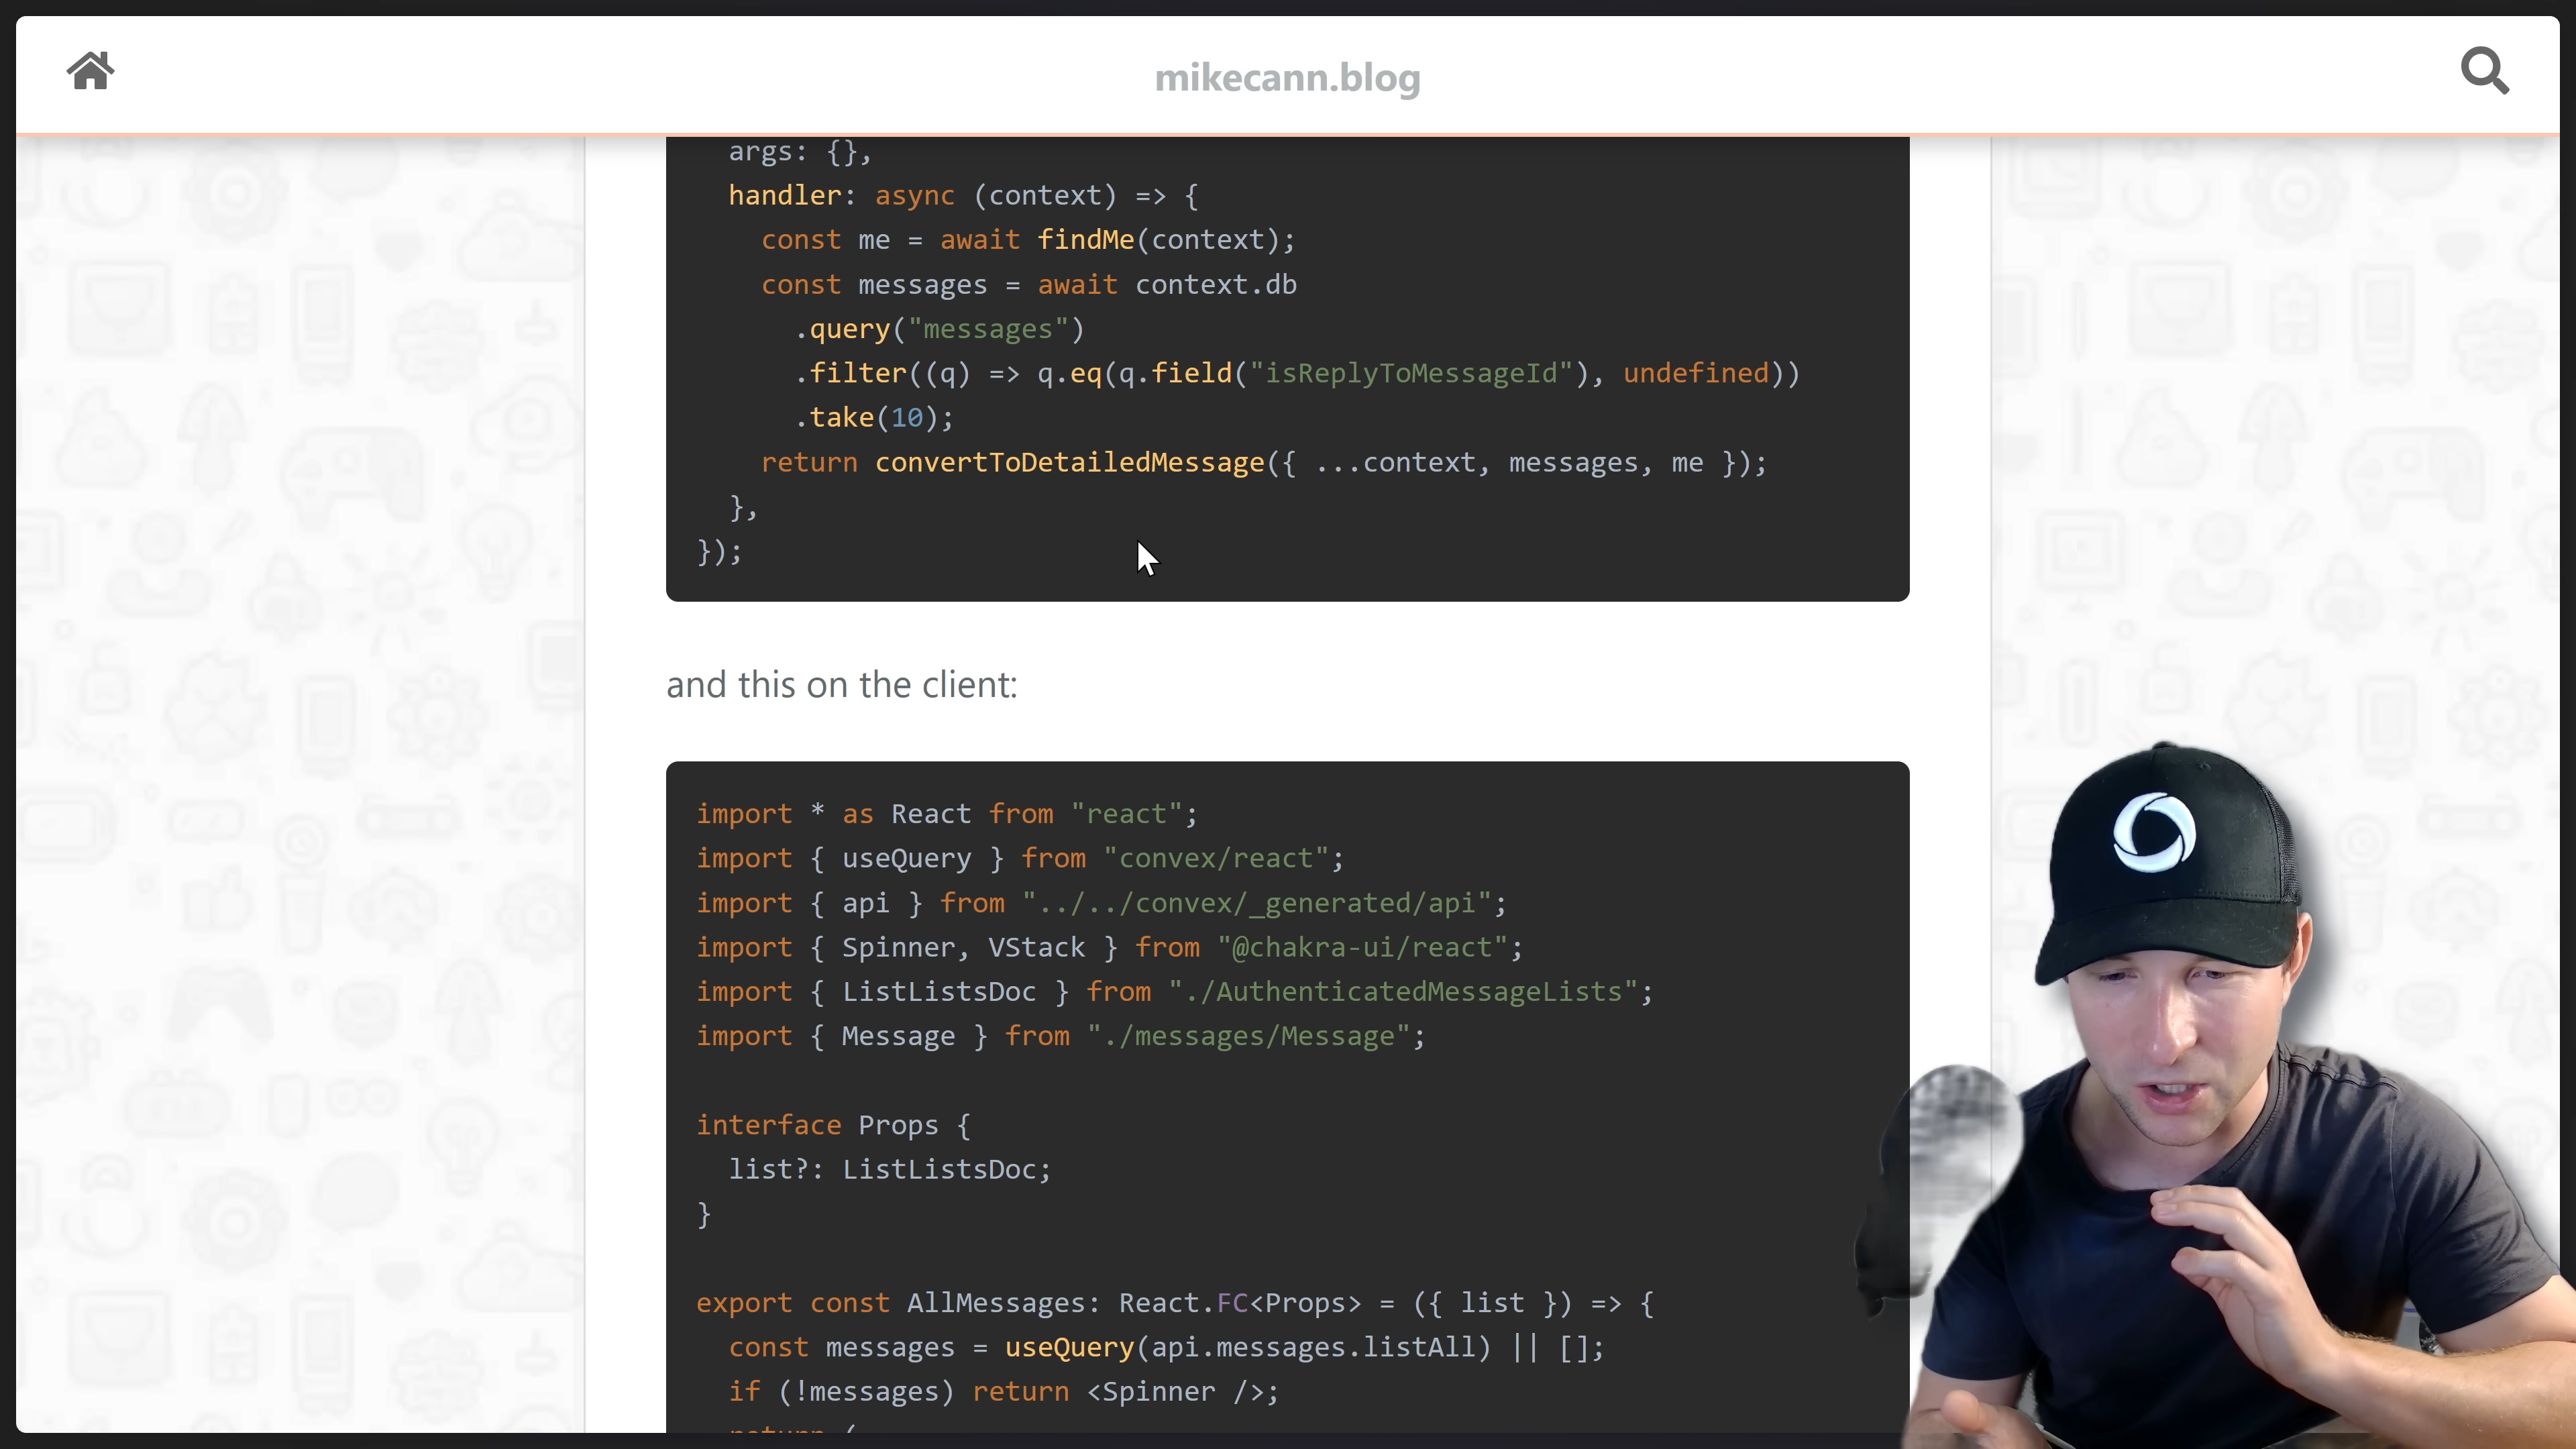 mikecann.blog
args: {},
handler: async (context) => {
const me = await findMe(context);
const messages = await context.db
.query("messages")
.filter((q) => q.eq(q.field("isReplyToMessageId"), undefined))
.take(10);
return convertToDetailedMessage({ ...context, messages, me });
},
});
and this on the client:
import * as React from "react";
import { useQuery } from "convex/react";
import { api } from "../../convex/_generated/api";
import { Spinner, VStack } from "@chakra-ui/react";
import { ListListsDoc } from "./AuthenticatedMessageLists";
import { Message } from "./messages/Message";
interface Props {
list?: ListListsDoc;
}
export const AllMessages: React.FC<Props> = ({ list }) => {
const messages = useQuery(api.messages.listAll) || [];
if (!messages) return <Spinner />;
return (